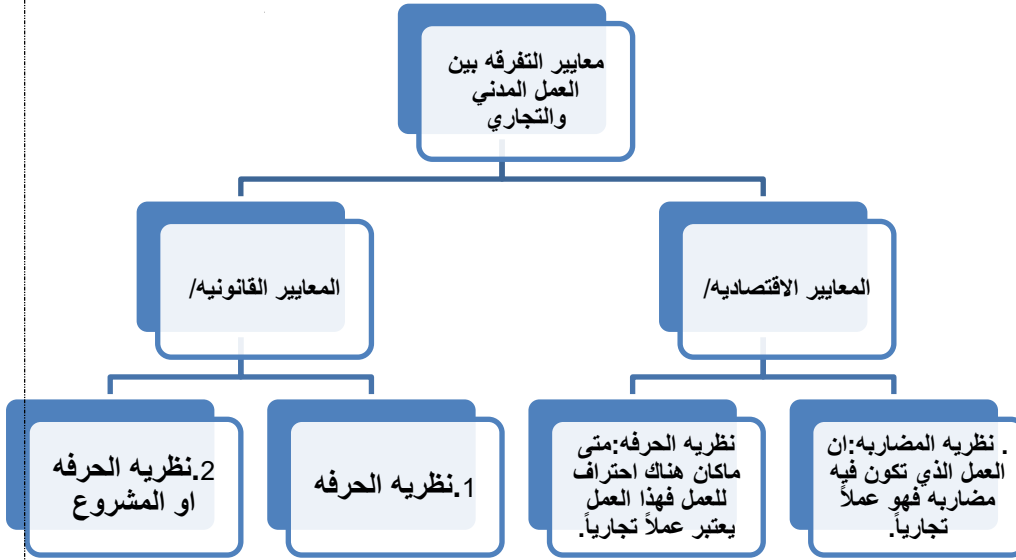 معايير التفرقه بين
العمل المدني
والتجاري
المعايير الاقتصاديه/
المعايير القانونيه/
. نظريه المضاربه:ان
العمل الذي تكون فيه
مضاربه فهو عملاً
تجارياً.
نظريه الحرفه:متى
ماكان هناك احتراف
للعمل فهذا العمل
يعتبر عملاً تجارياً.
1.نظريه الحرفه
2.نظريه الحرفه
او المشروع